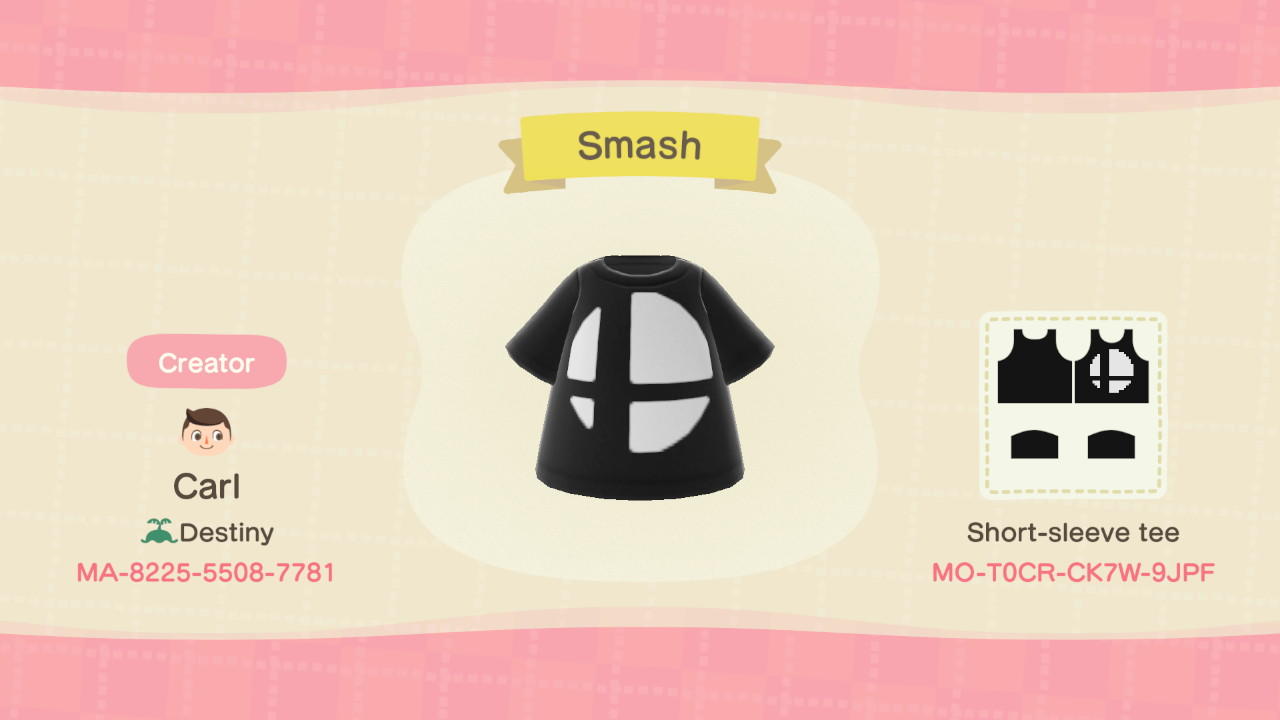 Smash
Creator
Carl
Destiny
MA-8225-5508-7781
Short-sleeve tee
MO-T0CR-CK7W-9JPF